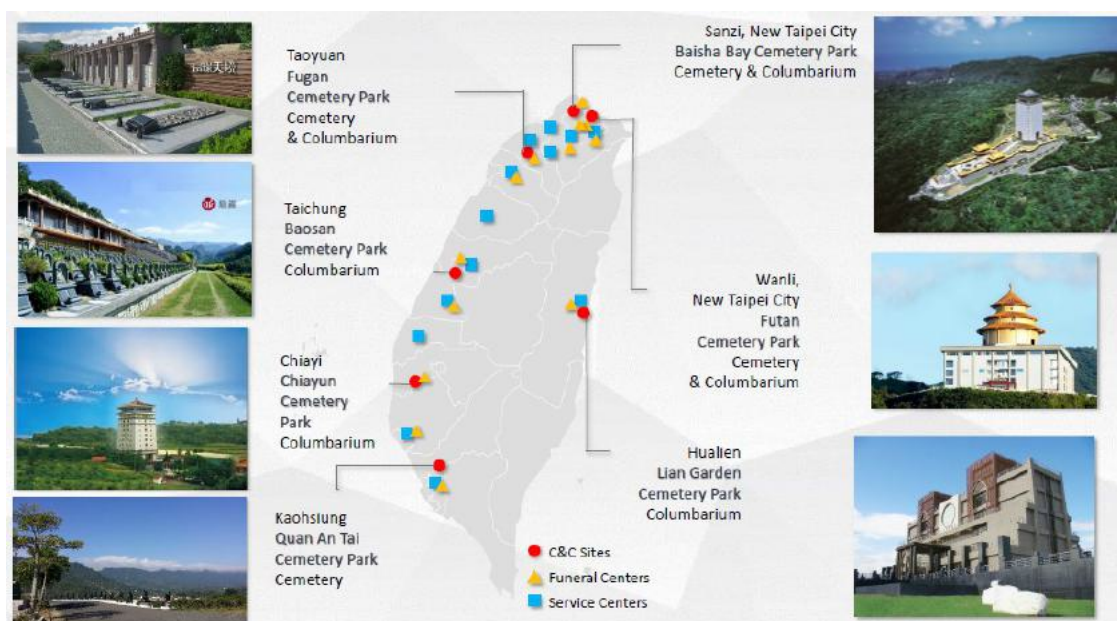 Taoyuan
Fugan
Cemetery Park
Cemetery
& Columbarium
Sanzi, New Taipei City
Baisha Bay Cemetery Park
Cemetery & Columbarium
Taichung
Baosan
Cemetery Park
Columbarium
Wanli,
New Taipei City
Futan
Cemetery Park
Cemetery
& Columbarium
Chiayi
Chiayun
Cemetery
Park
Columbarium
Hualien
Lian Garden
Cemetery Park
Columbarium
Kaohsiung
Quan An Tai
Cemetery Park
Cemetery
C&C Sites
Funeral Centers
Service Centers